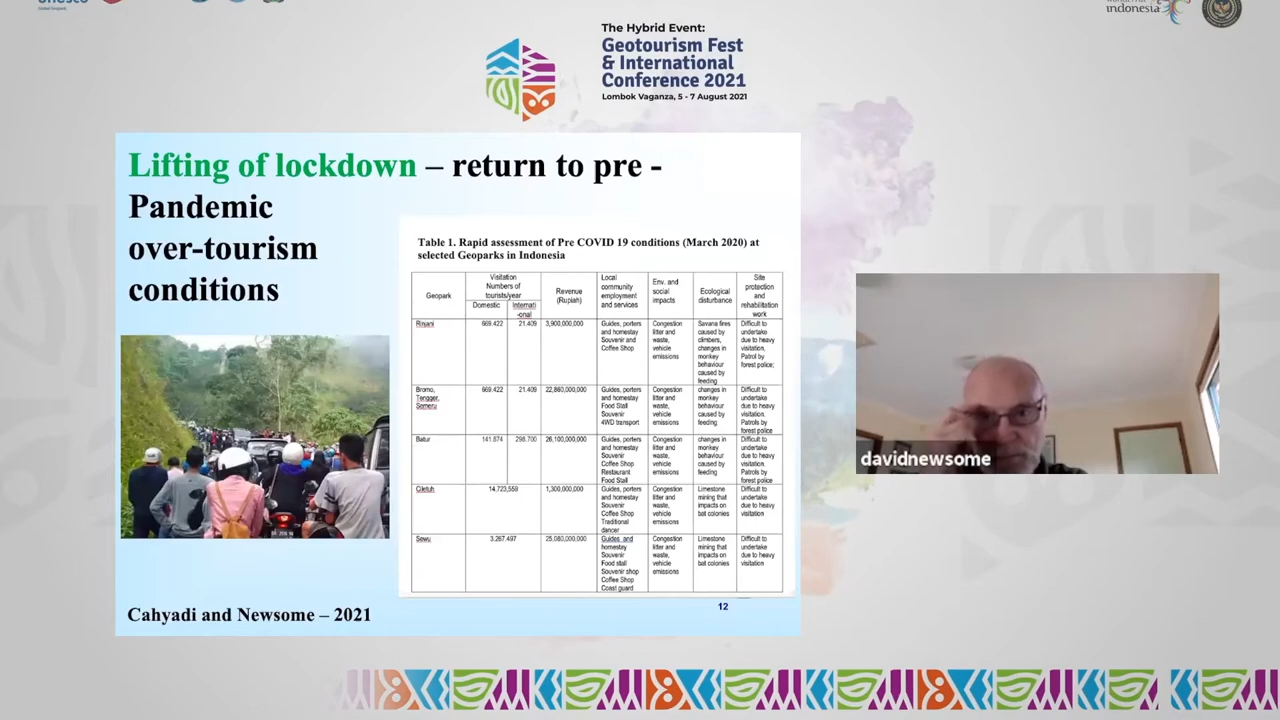 unesco
Global Geopark
indonesia
The Hybrid Event:
Geotourism Fest
& International
Conference 2021
Lombok Vaganza, 5 - 7 August 2021
Lifting of lockdown – return to pre -
Pandemic
over-tourism
conditions
Table 1. Rapid assessment of Pre COVID 19 conditions (March 2020) at
selected Geoparks in Indonesia
Geopark
Visitation
Numbers of
tourists/year
Domestic
Internati
-onal
Revenue
(Rupiah)
Local
community
employment
and services
Env. and
social
impacts
Ecological
disturbance
Site
protection
and
rehabilitation
work
Rinjani
669.422
21.409
3,900,000,000
Guides, porters
and homestay
Souvenir and
Coffee Shop
Congestion
litter and
waste,
vehicle
emissions
Savana fires
caused by
climbers,
changes in
monkey
behaviour
caused by
feeding
Difficult to
undertake
due to heavy
visitation.
Patrol by
forest police;
Bromo,
Tengger,
Semeru
669.422
21.409
22,860,000,000
Guides, porters
and homestay
Food Stall
Souvenir
4WD transport
Congestion
litter and
waste,
vehicle
emissions
changes in
monkey
behaviour
caused by
feeding
Difficult to
undertake
due to heavy
visitation.
Patrols by
forest police
Batur
141.674
296.700
26,100,000,000
Guides, porters
and homestay
Souvenir
Coffee Shop
Restaurant
Food Stall
Congestion
litter and
waste,
vehicle
emissions
changes in
monkey
behaviour
caused by
feeding
Difficult to
undertake
due to heavy
visitation.
Patrols by
forest police
Ciletuh
14,723,559
1,300,000,000
Guides, porters
and homestay
Souvenir
Coffee Shop
Traditional
dancer
Congestion
litter and
waste,
vehicle
emissions
Limestone
mining that
impacts on
bat colonies
Difficult to
undertake
due to heavy
visitation
Sewu
3.267.497
25,080,000,000
Guides and
homestay
Souvenir
Food stall
Souvenir shop
Coffee Shop
Coast guard
Congestion
litter and
waste,
vehicle
emissions
Limestone
mining that
impacts on
bat colonies
Difficult to
undertake
due to heavy
visitation
Cahyadi and Newsome – 2021
12
davidnewsome